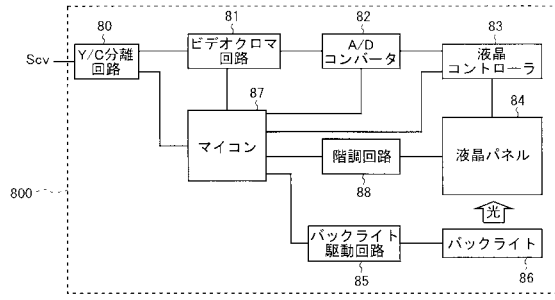 80
81
82
83
Scv
Y/C分離
回路
ビデオクロマ
回路
A/D
コンバータ
液晶
コントローラ
87
84
マイコン
階調回路
液晶パネル
88
800
光
バックライト
駆動回路
バックライト
85
86